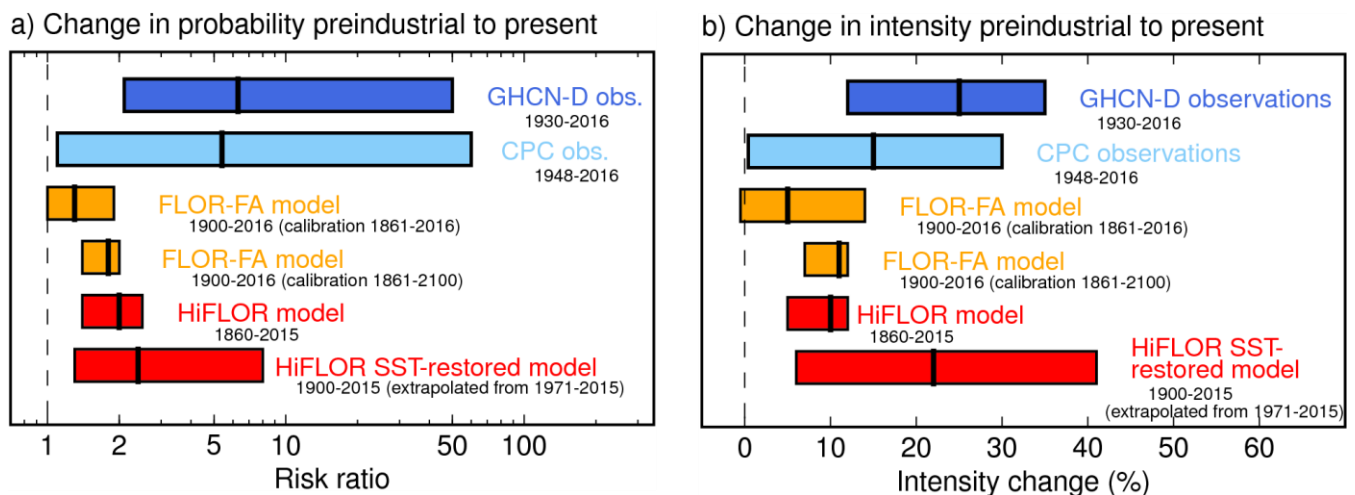 a) Change in probability preindustrial to present
GHCN-D obs.
1930-2016
CPC obs.
1948-2016
FLOR-FA model
1900-2016 (calibration 1861-2016)
FLOR-FA model
1900-2016 (calibration 1861-2100)
HiFLOR model
1860-2015
HiFLOR SST-restored model
1900-2015 (extrapolated from 1971-2015)
1 2 5 10 50 100
Risk ratio
b) Change in intensity preindustrial to present
GHCN-D observations
1930-2016
CPC observations
1948-2016
FLOR-FA model
1900-2016 (calibration 1861-2016)
FLOR-FA model
1900-2016 (calibration 1861-2100)
HiFLOR model
1860-2015
HiFLOR SST-
restored model
1900-2015
(extrapolated from 1971-2015)
0 10 20 30 40 50 60
Intensity change (%)